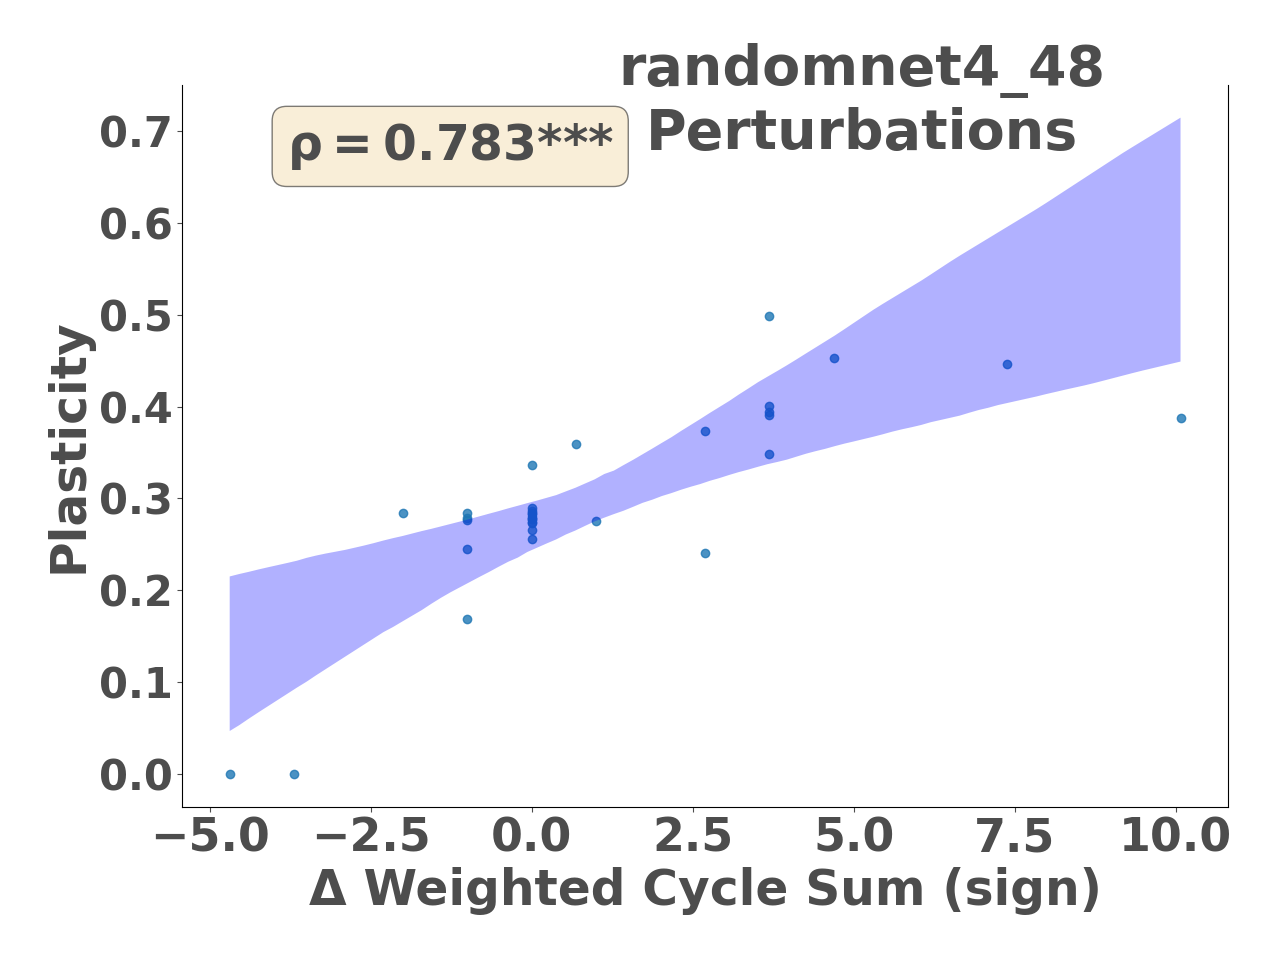 randomnet4_48
Perturbations
ρ = 0.783***
Plasticity
0.7
0.6
0.5
0.4
0.3
0.2
0.1
0.0
−5.0 −2.5 0.0 2.5 5.0 7.5 10.0
Δ Weighted Cycle Sum (sign)